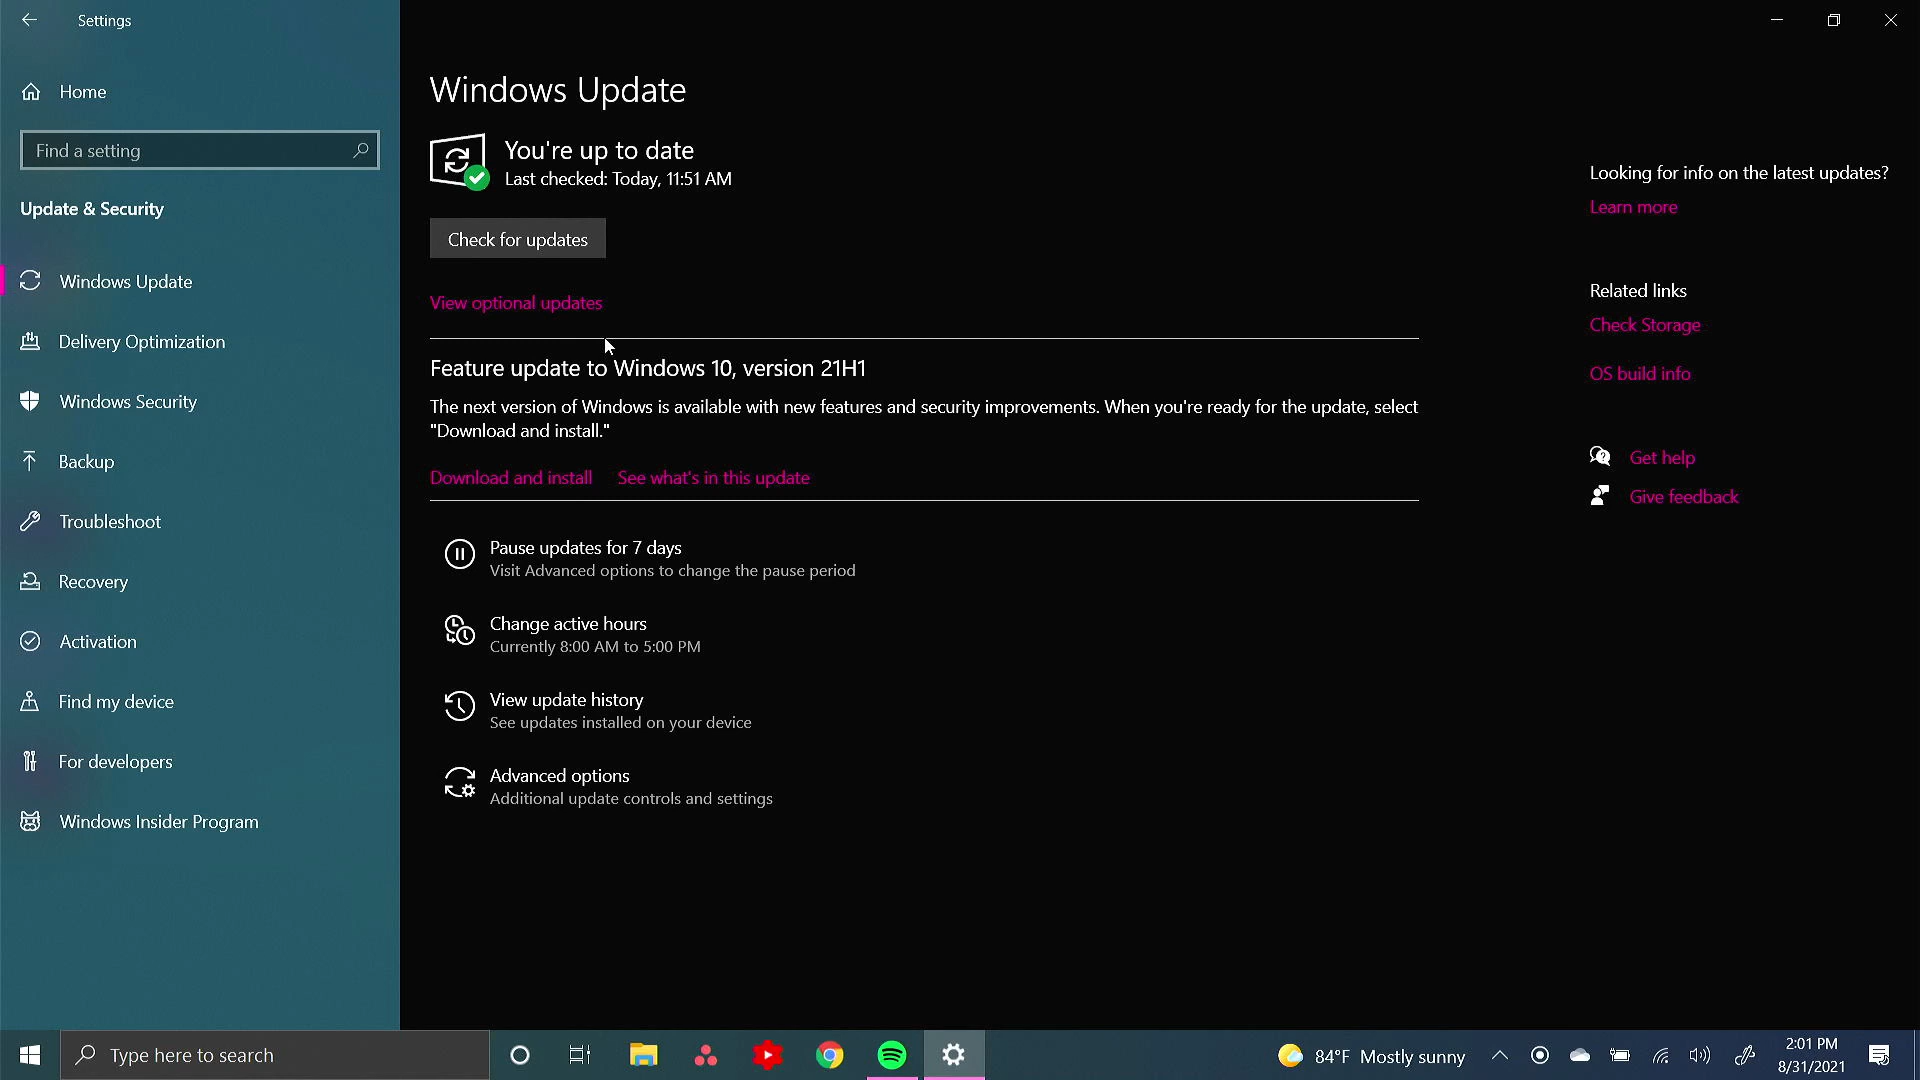 Settings
Home
Find a setting
Update & Security
Windows Update
Delivery Optimization
Windows Security
Backup
Troubleshoot
Recovery
Activation
Find my device
For developers
Windows Insider Program
Windows Update
You're up to date
Last checked: Today, 11:51 AM
Check for updates
View optional updates
Feature update to Windows 10, version 21H1
The next version of Windows is available with new features and security improvements. When you're ready for the update, select
"Download and install."
Download and install See what's in this update
Pause updates for 7 days
Visit Advanced options to change the pause period
Change active hours
Currently 8:00 AM to 5:00 PM
View update history
See updates installed on your device
Advanced options
Additional update controls and settings
Looking for info on the latest updates?
Learn more
Related links
Check Storage
OS build info
Get help
Give feedback
Type here to search
84°F Mostly sunny
2:01 PM
8/31/2021